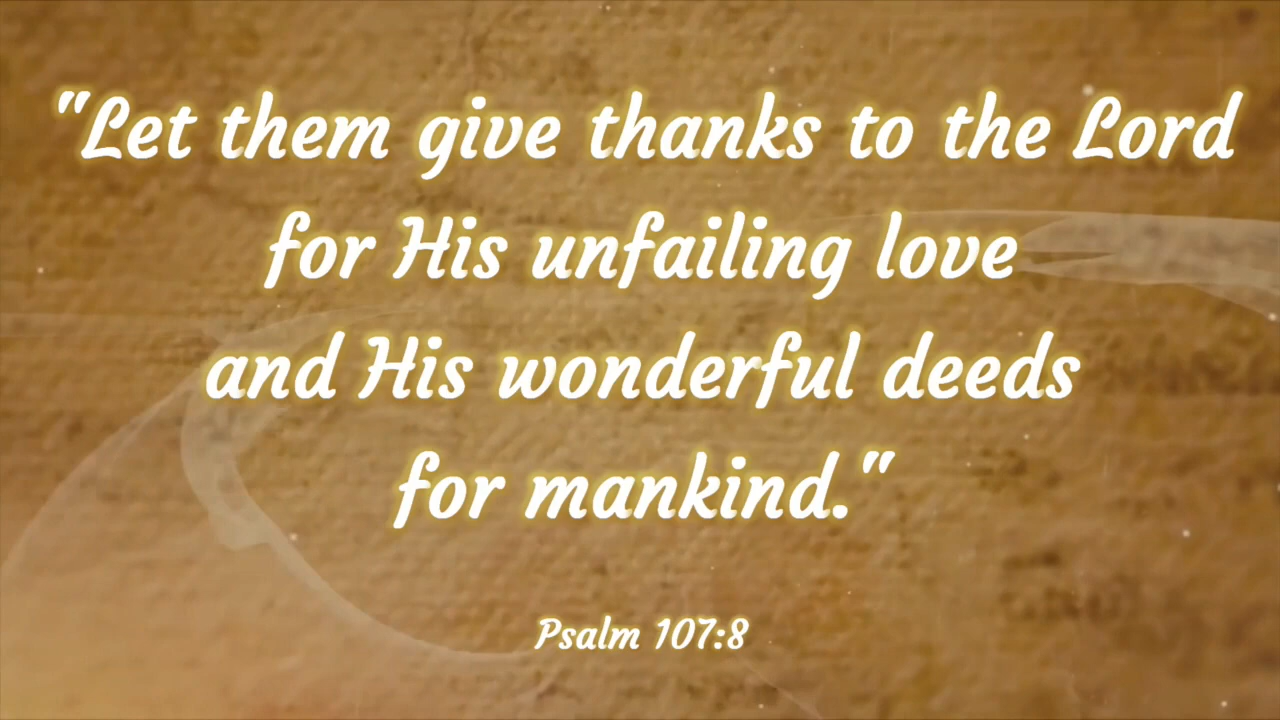 "Let them give thanks to the Lord
for His unfailing love
and His wonderful deeds
for mankind."
Psalm 107:8